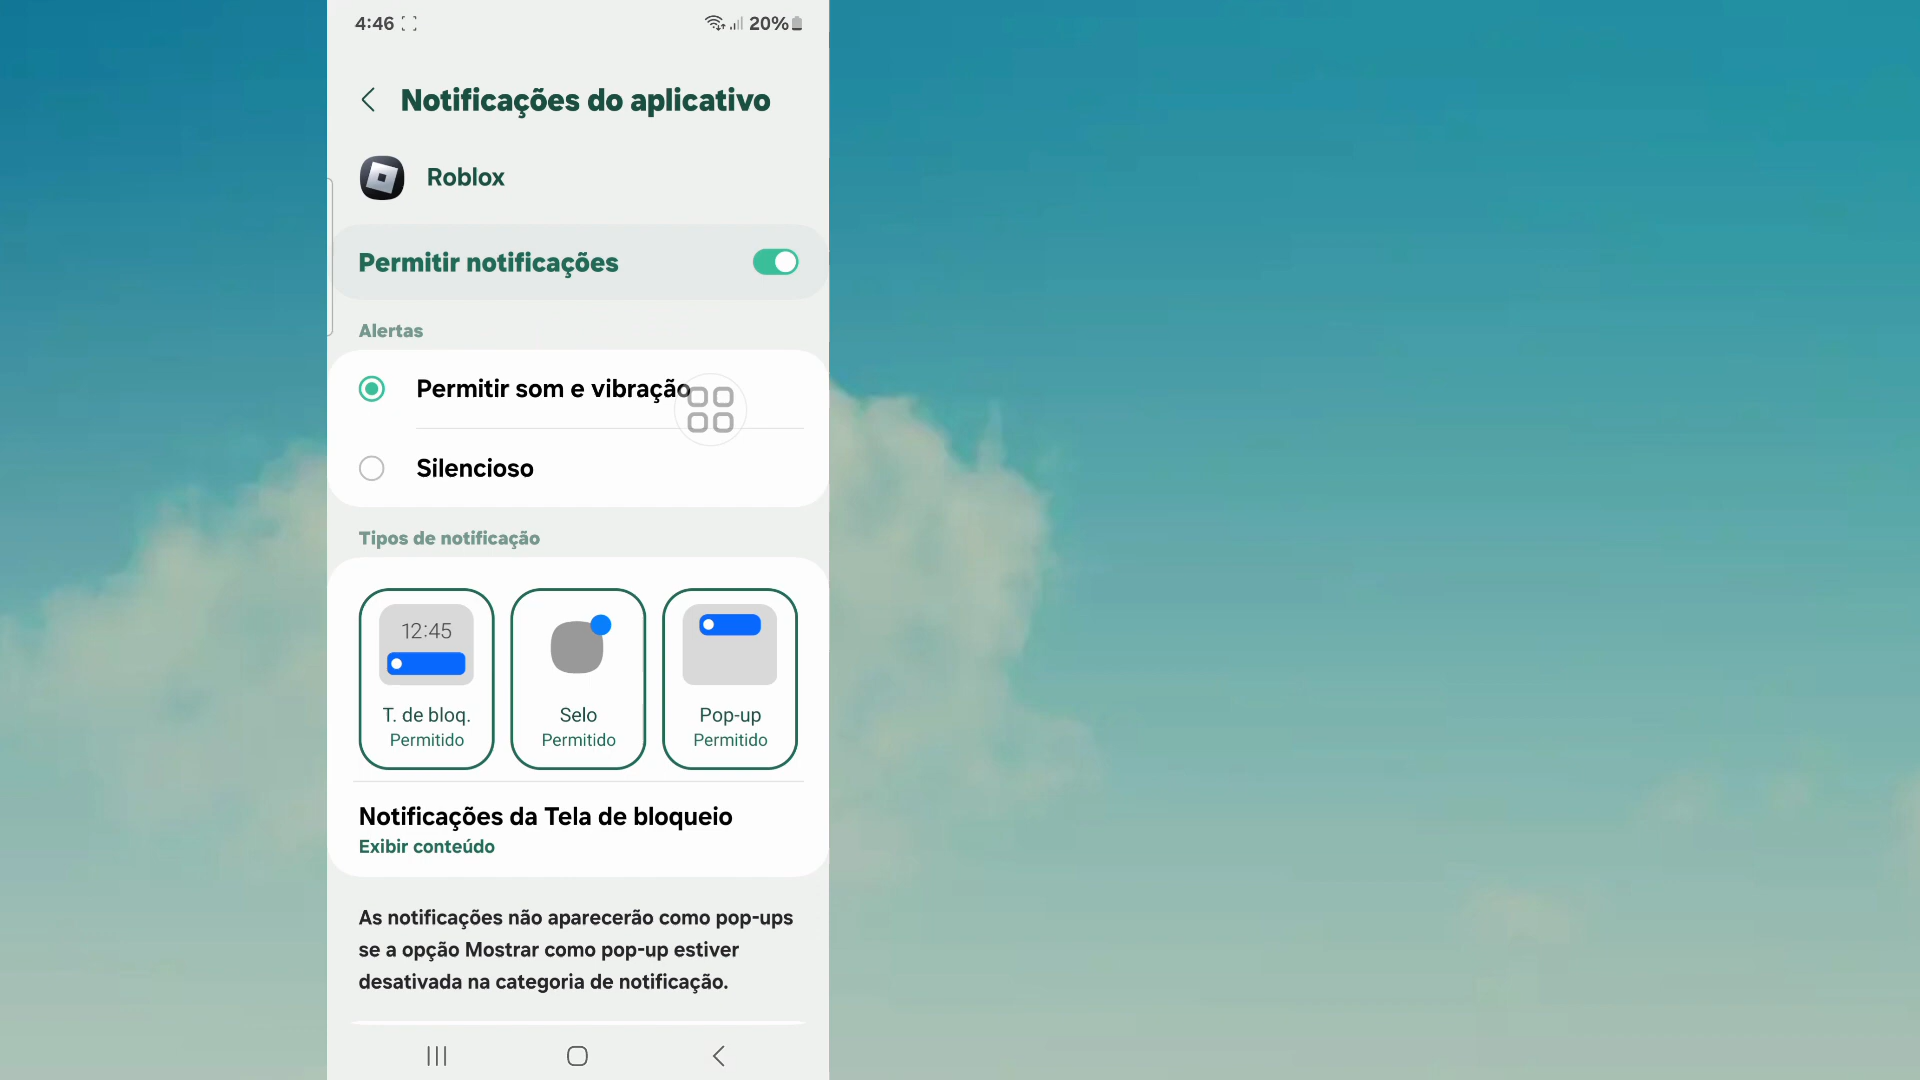 4:46 20%
Notificações do aplicativo
Roblox
Permitir notificações
Alertas
Permitir som e vibração
Silencioso
Tipos de notificação
12:45
T. de bloq. Selo Pop-up
Permitido Permitido Permitido
Notificações da Tela de bloqueio
Exibir conteúdo
As notificações não aparecerão como pop-ups
se a opção Mostrar como pop-up estiver
desativada na categoria de notificação.